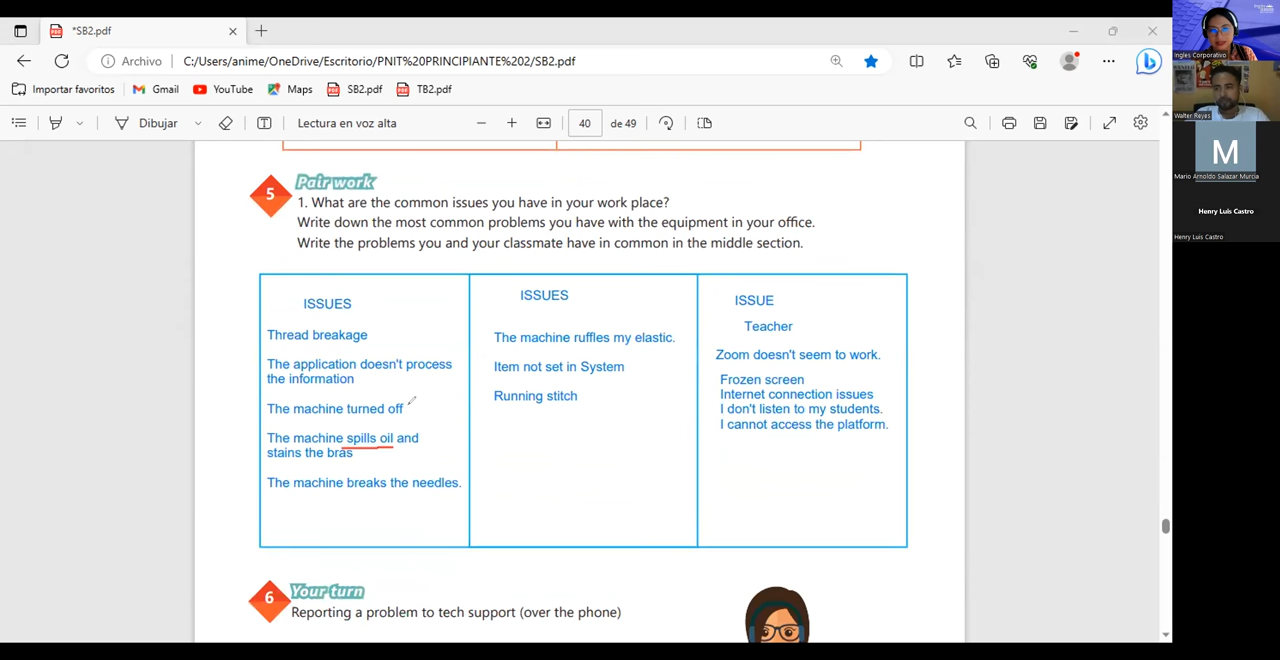 *SB2.pdf
Archivo C:/Users/anime/OneDrive/Escritorio/PNIT%20PRINCIPIANTE%202/SB2.pdf
Importar favoritos Gmail YouTube Maps SB2.pdf TB2.pdf
Dibujar Lectura en voz alta 40 de 49
5 Pair work
1. What are the common issues you have in your work place?
Write down the most common problems you have with the equipment in your office.
Write the problems you and your classmate have in common in the middle section.
ISSUES
Thread breakage
The application doesn't process
the information
The machine turned off
The machine spills oil and
stains the bras
The machine breaks the needles.
ISSUES
The machine ruffles my elastic.
Item not set in System
Running stitch
ISSUE
Teacher
Zoom doesn't seem to work.
Frozen screen
Internet connection issues
I don't listen to my students.
I cannot access the platform.
6 Your turn
Reporting a problem to tech support (over the phone)
Ingles Corporativo
Walter Reyes
M
Mario Arnoldo Salazar Murcia
Henry Luis Castro
Henry Luis Castro